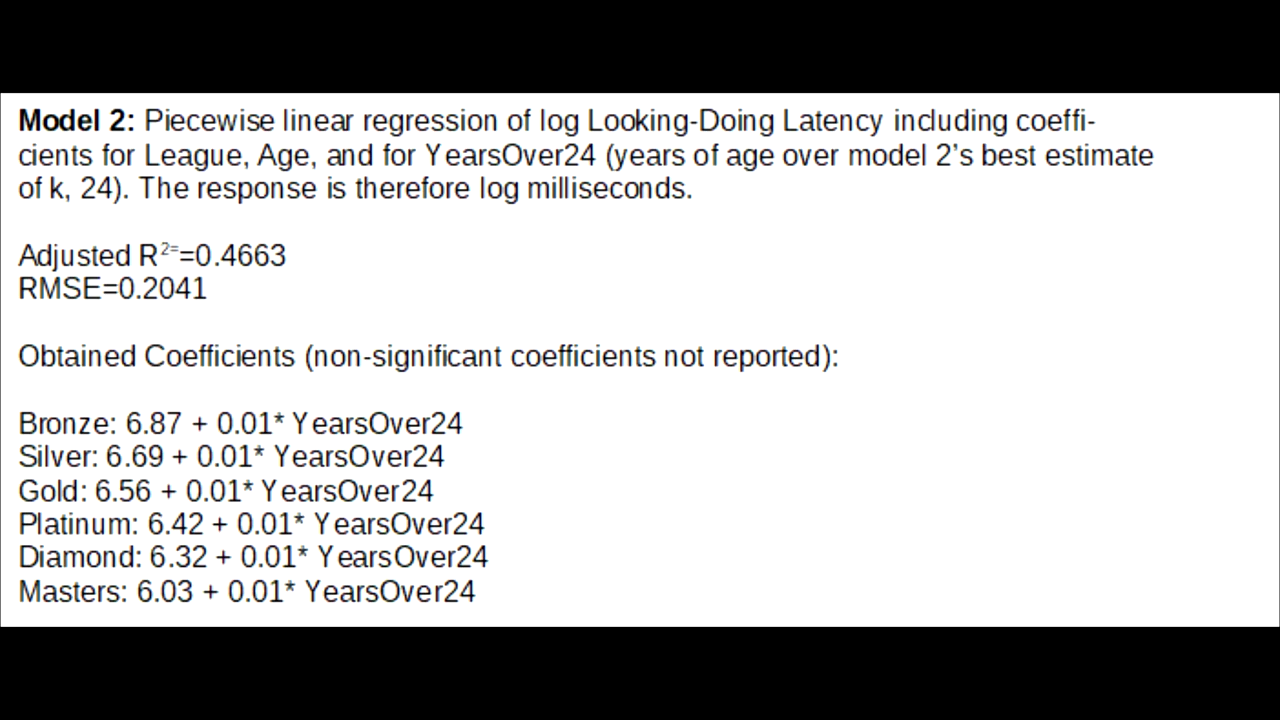 Model 2: Piecewise linear regression of log Looking-Doing Latency including coeffi-
cients for League, Age, and for YearsOver24 (years of age over model 2’s best estimate
of k, 24). The response is therefore log milliseconds.
Adjusted R²⁼=0.4663
RMSE=0.2041
Obtained Coefficients (non-significant coefficients not reported):
Bronze: 6.87 + 0.01* YearsOver24
Silver: 6.69 + 0.01* YearsOver24
Gold: 6.56 + 0.01* YearsOver24
Platinum: 6.42 + 0.01* YearsOver24
Diamond: 6.32 + 0.01* YearsOver24
Masters: 6.03 + 0.01* YearsOver24